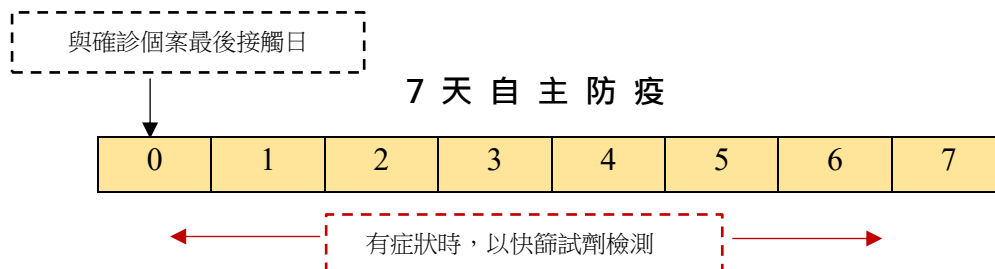 與確診個案最後接觸日
7 天 自 主 防 疫
0 1 2 3 4 5 6 7
有症狀時，以快篩試劑檢測